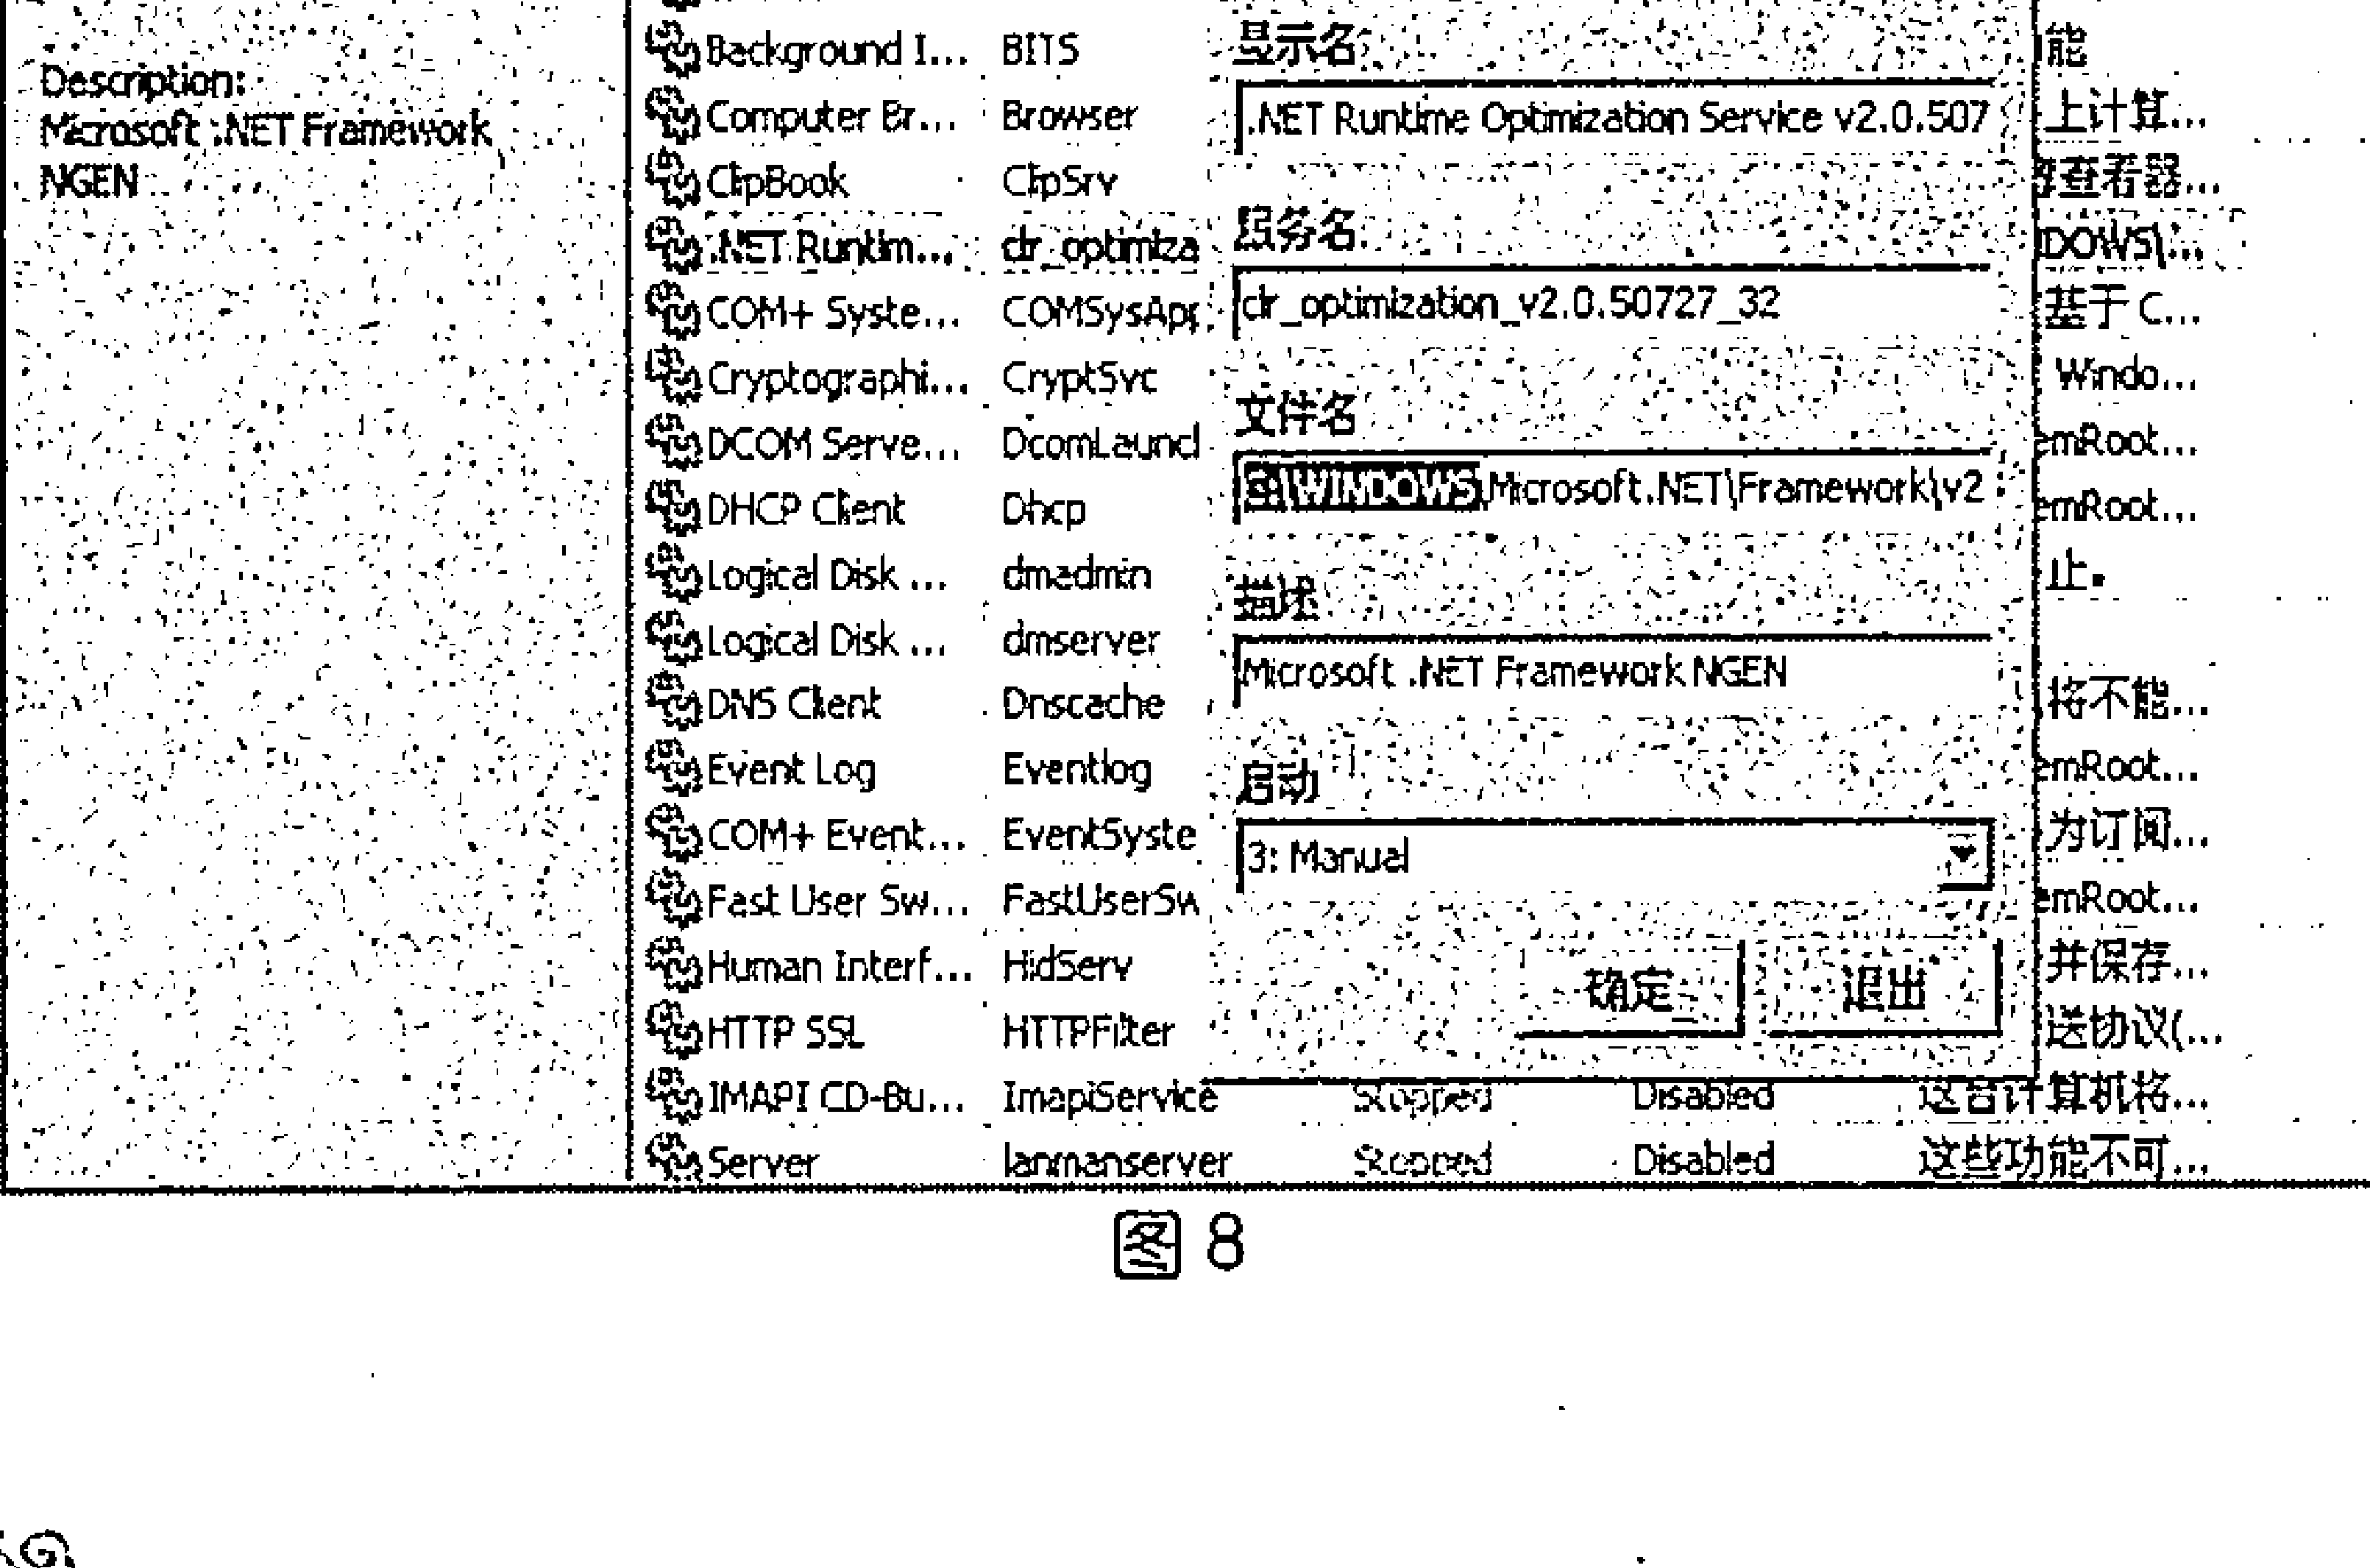 Description:
Microsoft .NET Framework
NGEN
Background I... BITS
Computer Br... Browser
ClipBook ClipSrv
.NET Runtim... clr_optimiza
COM+ Syste... COMSysApp
Cryptographi... CryptSvc
DCOM Serve... DcomLauncl
DHCP Client Dhcp
Logical Disk ... dmadmin
Logical Disk ... dmserver
DNS Client Dnscache
Event Log Eventlog
COM+ Event... EventSyste
Fast User Sw... FastUserSw
Human Interf... HidServ
HTTP SSL HTTPFilter
IMAPI CD-Bu... ImapiService Stopped Disabled 这台计算机将...
Server lanmanserver Stopped Disabled 这些功能不可...
显示名
.NET Runtime Optimization Service v2.0.507
服务名
clr_optimization_v2.0.50727_32
文件名
C:\WINDOWS\Microsoft.NET\Framework\v2
描述
Microsoft .NET Framework NGEN
启动
3: Manual
确定 退出
能
上计算...
查看器...
DOWS\...
基于 C...
Windo...
emRoot...
emRoot...
止。
将不能...
emRoot...
为订阅...
emRoot...
并保存...
送协议(...
图 8